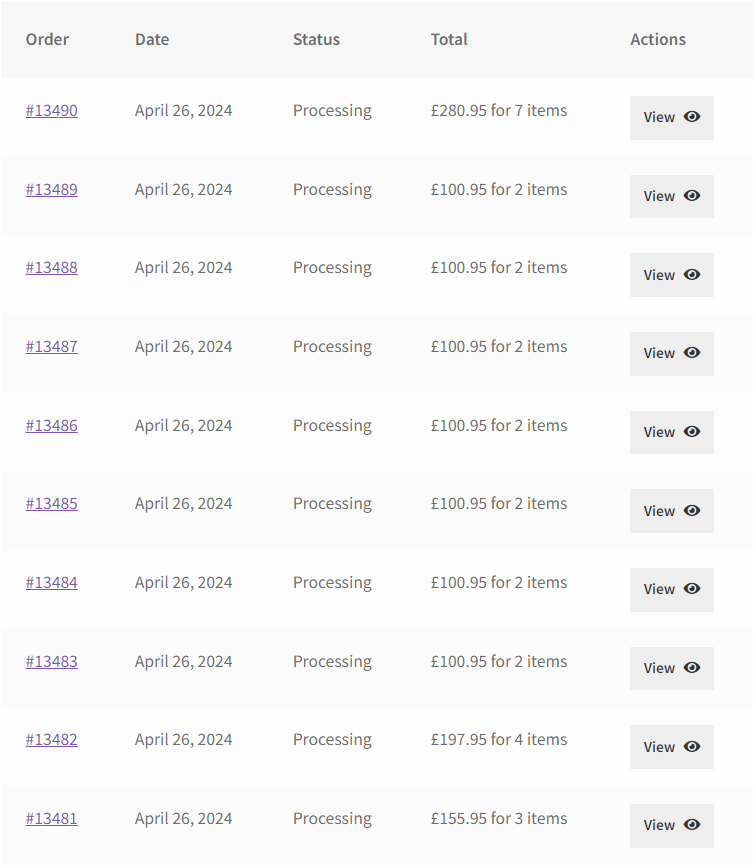 Order Date Status Total Actions
#13490 April 26, 2024 Processing £280.95 for 7 items View
#13489 April 26, 2024 Processing £100.95 for 2 items View
#13488 April 26, 2024 Processing £100.95 for 2 items View
#13487 April 26, 2024 Processing £100.95 for 2 items View
#13486 April 26, 2024 Processing £100.95 for 2 items View
#13485 April 26, 2024 Processing £100.95 for 2 items View
#13484 April 26, 2024 Processing £100.95 for 2 items View
#13483 April 26, 2024 Processing £100.95 for 2 items View
#13482 April 26, 2024 Processing £197.95 for 4 items View
#13481 April 26, 2024 Processing £155.95 for 3 items View